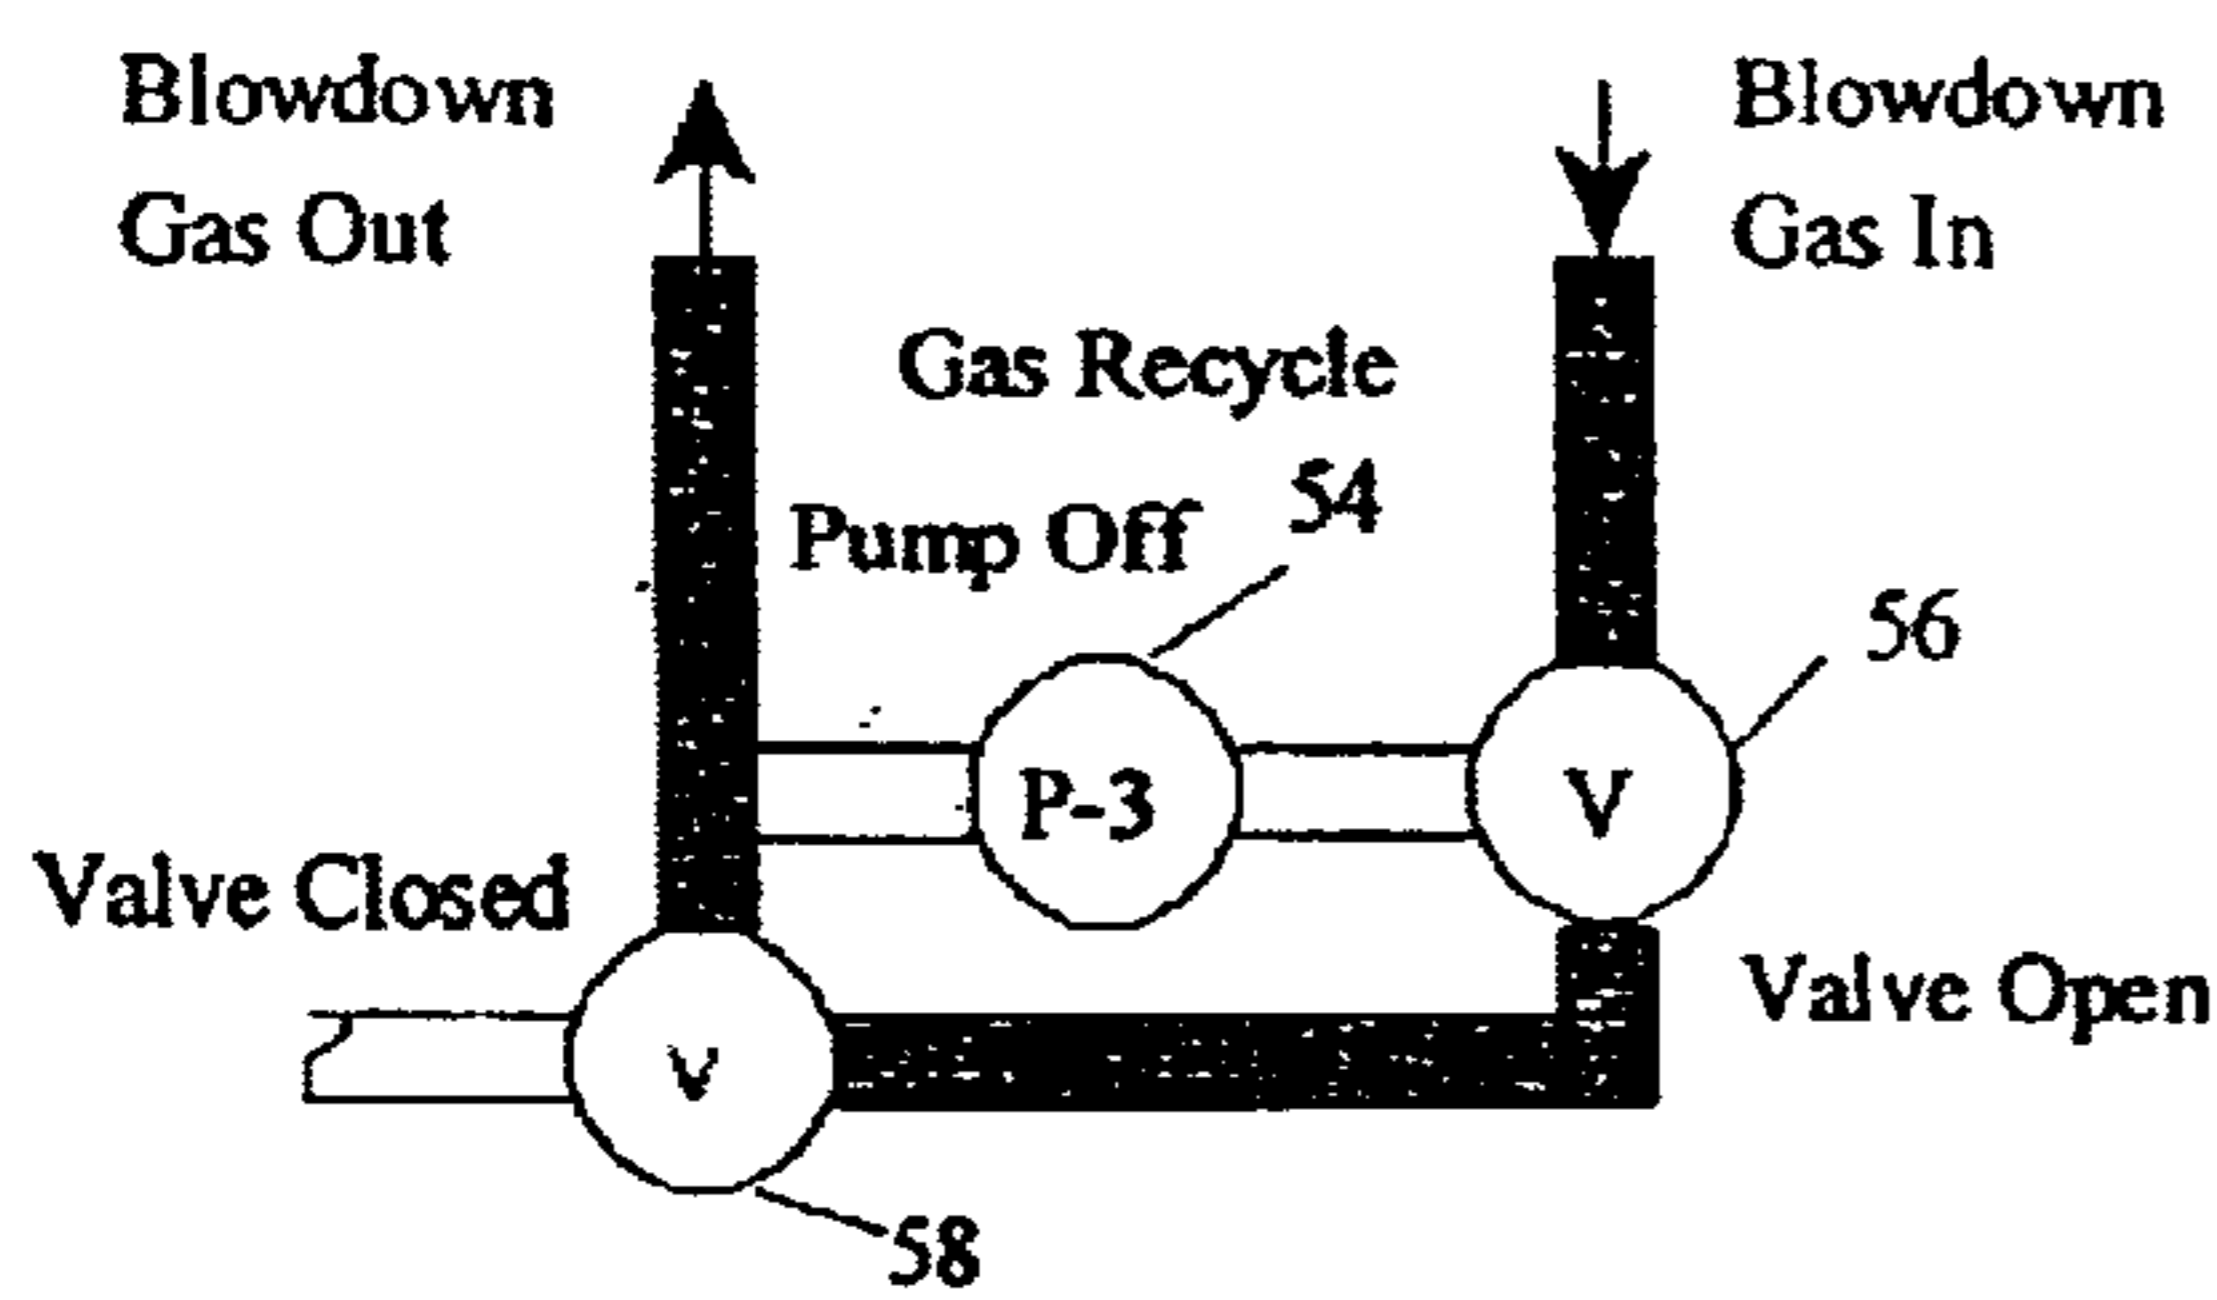 Blowdown
Gas Out
Blowdown
Gas In
Gas Recycle
Pump Off
54
56
P-3
V
Valve Closed
Valve Open
V
58